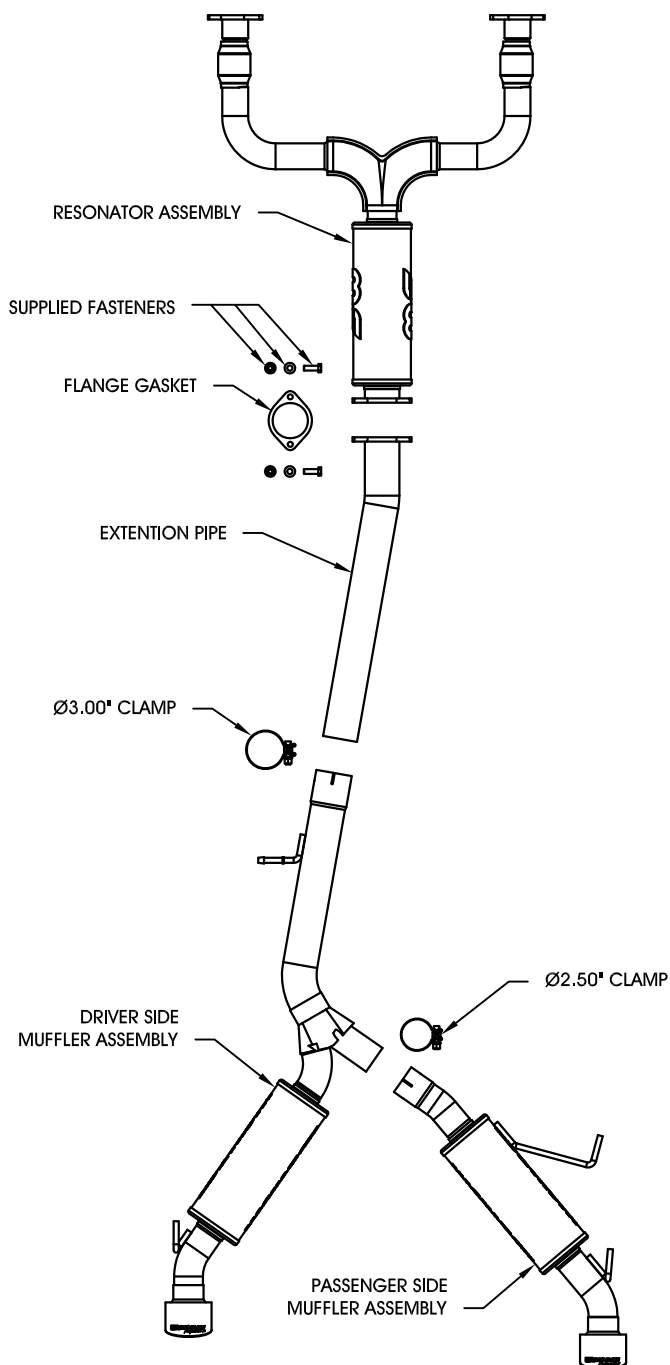 RESONATOR ASSEMBLY
SUPPLIED FASTENERS
FLANGE GASKET
EXTENTION PIPE
Ø3.00" CLAMP
Ø2.50" CLAMP
DRIVER SIDE
MUFFLER ASSEMBLY
PASSENGER SIDE
MUFFLER ASSEMBLY